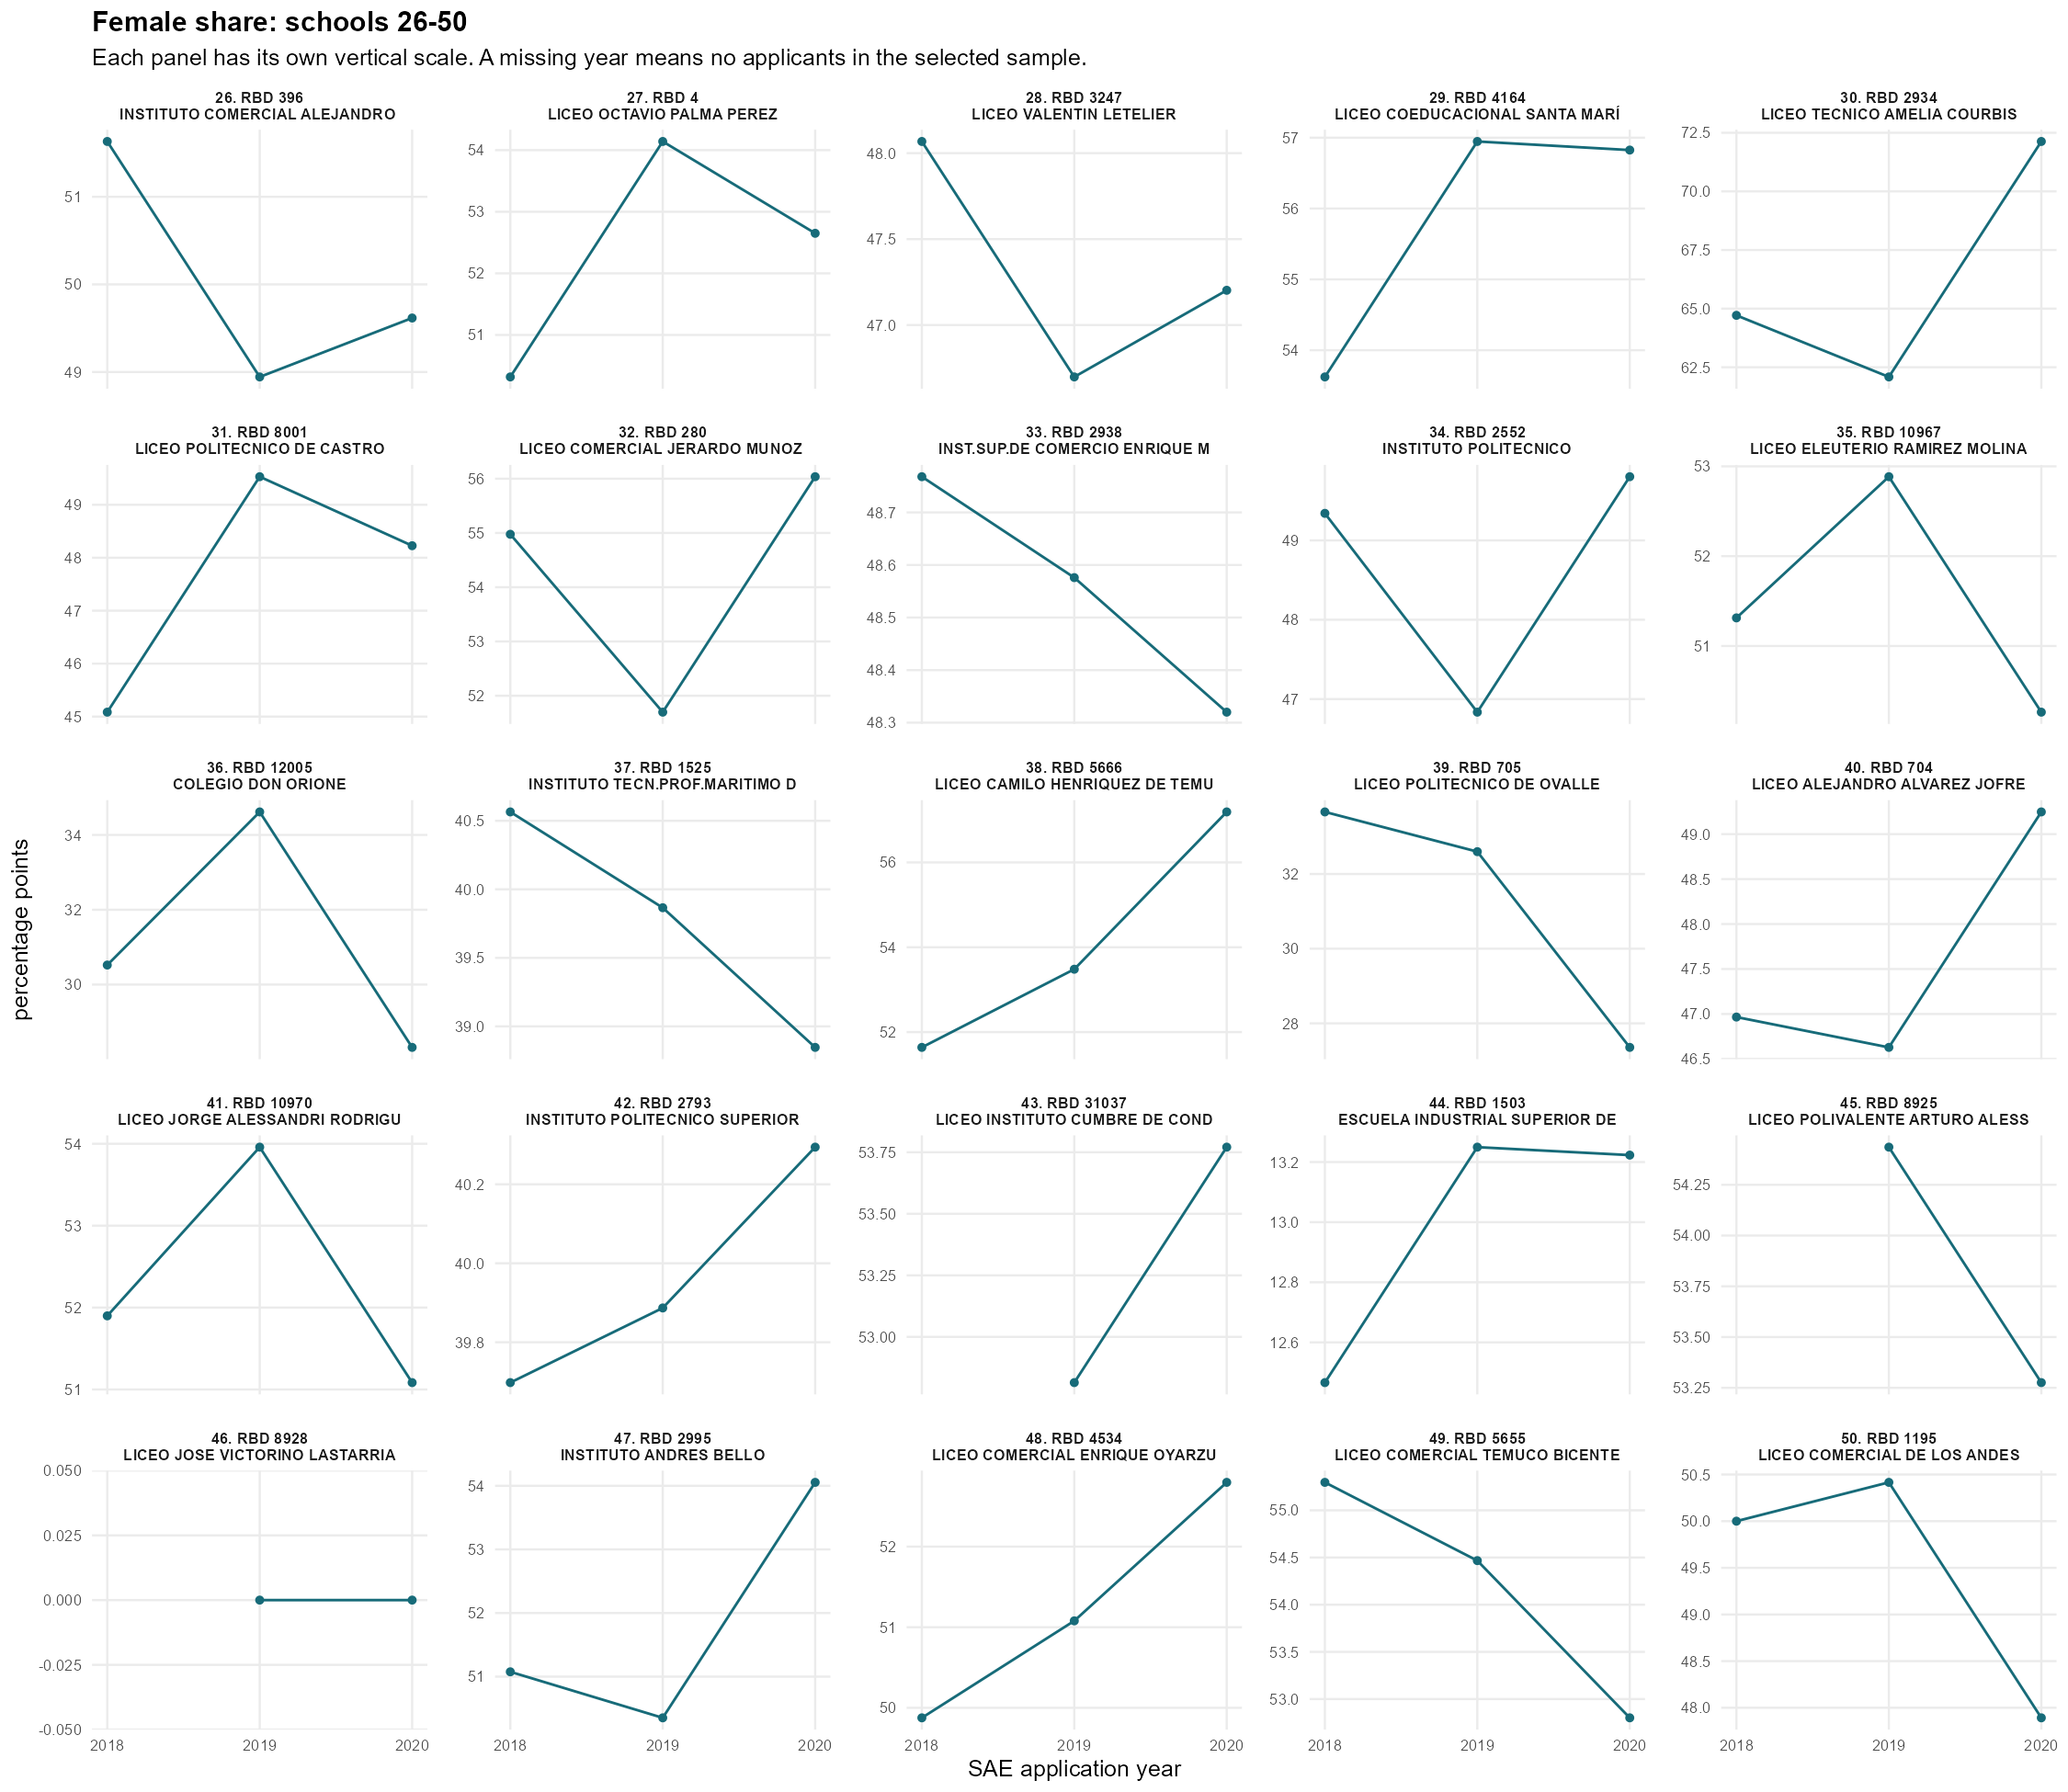 Female share: schools 26-50
Each panel has its own vertical scale. A missing year means no applicants in the selected sample.
percentage points
26. RBD 396
INSTITUTO COMERCIAL ALEJANDRO
51
50
49
27. RBD 4
LICEO OCTAVIO PALMA PEREZ
54
53
52
51
28. RBD 3247
LICEO VALENTIN LETELIER
48.0
47.5
47.0
29. RBD 4164
LICEO COEDUCACIONAL SANTA MARÍ
57
56
55
54
30. RBD 2934
LICEO TECNICO AMELIA COURBIS
72.5
70.0
67.5
65.0
62.5
31. RBD 8001
LICEO POLITECNICO DE CASTRO
49
48
47
46
45
32. RBD 280
LICEO COMERCIAL JERARDO MUNOZ
56
55
54
53
52
33. RBD 2938
INST.SUP.DE COMERCIO ENRIQUE M
48.7
48.6
48.5
48.4
48.3
34. RBD 2552
INSTITUTO POLITECNICO
49
48
47
35. RBD 10967
LICEO ELEUTERIO RAMIREZ MOLINA
53
52
51
36. RBD 12005
COLEGIO DON ORIONE
34
32
30
37. RBD 1525
INSTITUTO TECN.PROF.MARITIMO D
40.5
40.0
39.5
39.0
38. RBD 5666
LICEO CAMILO HENRIQUEZ DE TEMU
56
54
52
39. RBD 705
LICEO POLITECNICO DE OVALLE
32
30
28
40. RBD 704
LICEO ALEJANDRO ALVAREZ JOFRE
49.0
48.5
48.0
47.5
47.0
46.5
41. RBD 10970
LICEO JORGE ALESSANDRI RODRIGU
54
53
52
51
42. RBD 2793
INSTITUTO POLITECNICO SUPERIOR
40.2
40.0
39.8
43. RBD 31037
LICEO INSTITUTO CUMBRE DE COND
53.75
53.50
53.25
53.00
44. RBD 1503
ESCUELA INDUSTRIAL SUPERIOR DE
13.2
13.0
12.8
12.6
45. RBD 8925
LICEO POLIVALENTE ARTURO ALESS
54.25
54.00
53.75
53.50
53.25
46. RBD 8928
LICEO JOSE VICTORINO LASTARRIA
0.050
0.025
0.000
-0.025
-0.050
2018 2019 2020
47. RBD 2995
INSTITUTO ANDRES BELLO
54
53
52
51
2018 2019 2020
48. RBD 4534
LICEO COMERCIAL ENRIQUE OYARZU
52
51
50
2018 2019 2020
49. RBD 5655
LICEO COMERCIAL TEMUCO BICENTE
55.0
54.5
54.0
53.5
53.0
2018 2019 2020
50. RBD 1195
LICEO COMERCIAL DE LOS ANDES
50.5
50.0
49.5
49.0
48.5
48.0
2018 2019 2020
SAE application year